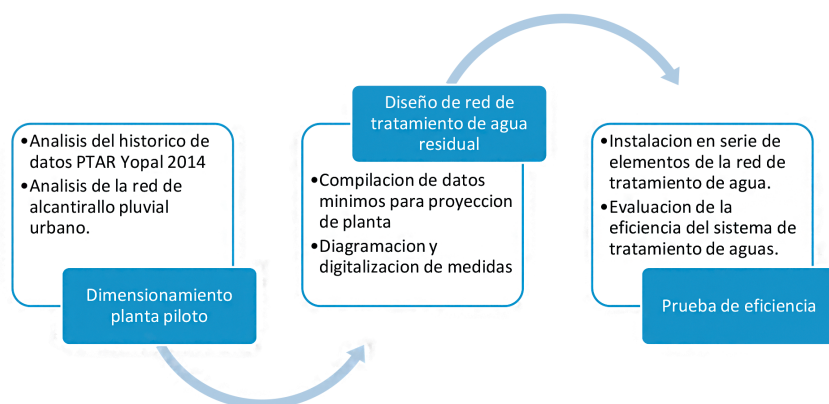 •Analisis del historico de
datos PTAR Yopal 2014
•Analisis de la red de
alcantirallo pluvial
urbano.
Dimensionamiento
planta piloto
Diseño de red de
tratamiento de agua
residual
•Compilacion de datos
minimos para proyeccion
de planta
•Diagramacion y
digitalizacion de medidas
•Instalacion en serie de
elementos de la red de
tratamiento de agua.
•Evaluacion de la
eficiencia del sistema de
tratamiento de aguas.
Prueba de eficiencia